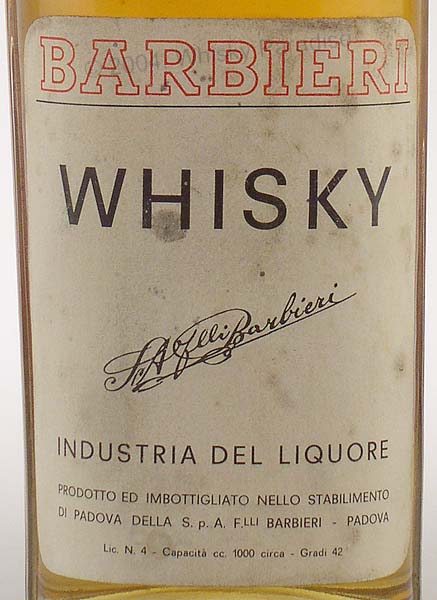 BARBIERI
WHISKY
S.A. F.lli Barbieri
INDUSTRIA DEL LIQUORE
PRODOTTO ED IMBOTTIGLIATO NELLO STABILIMENTO
DI PADOVA DELLA S. p A. F.LLI BARBIERI - PADOVA
Lic. N. 4 - Capacità cc. 1000 circa - Gradi 42